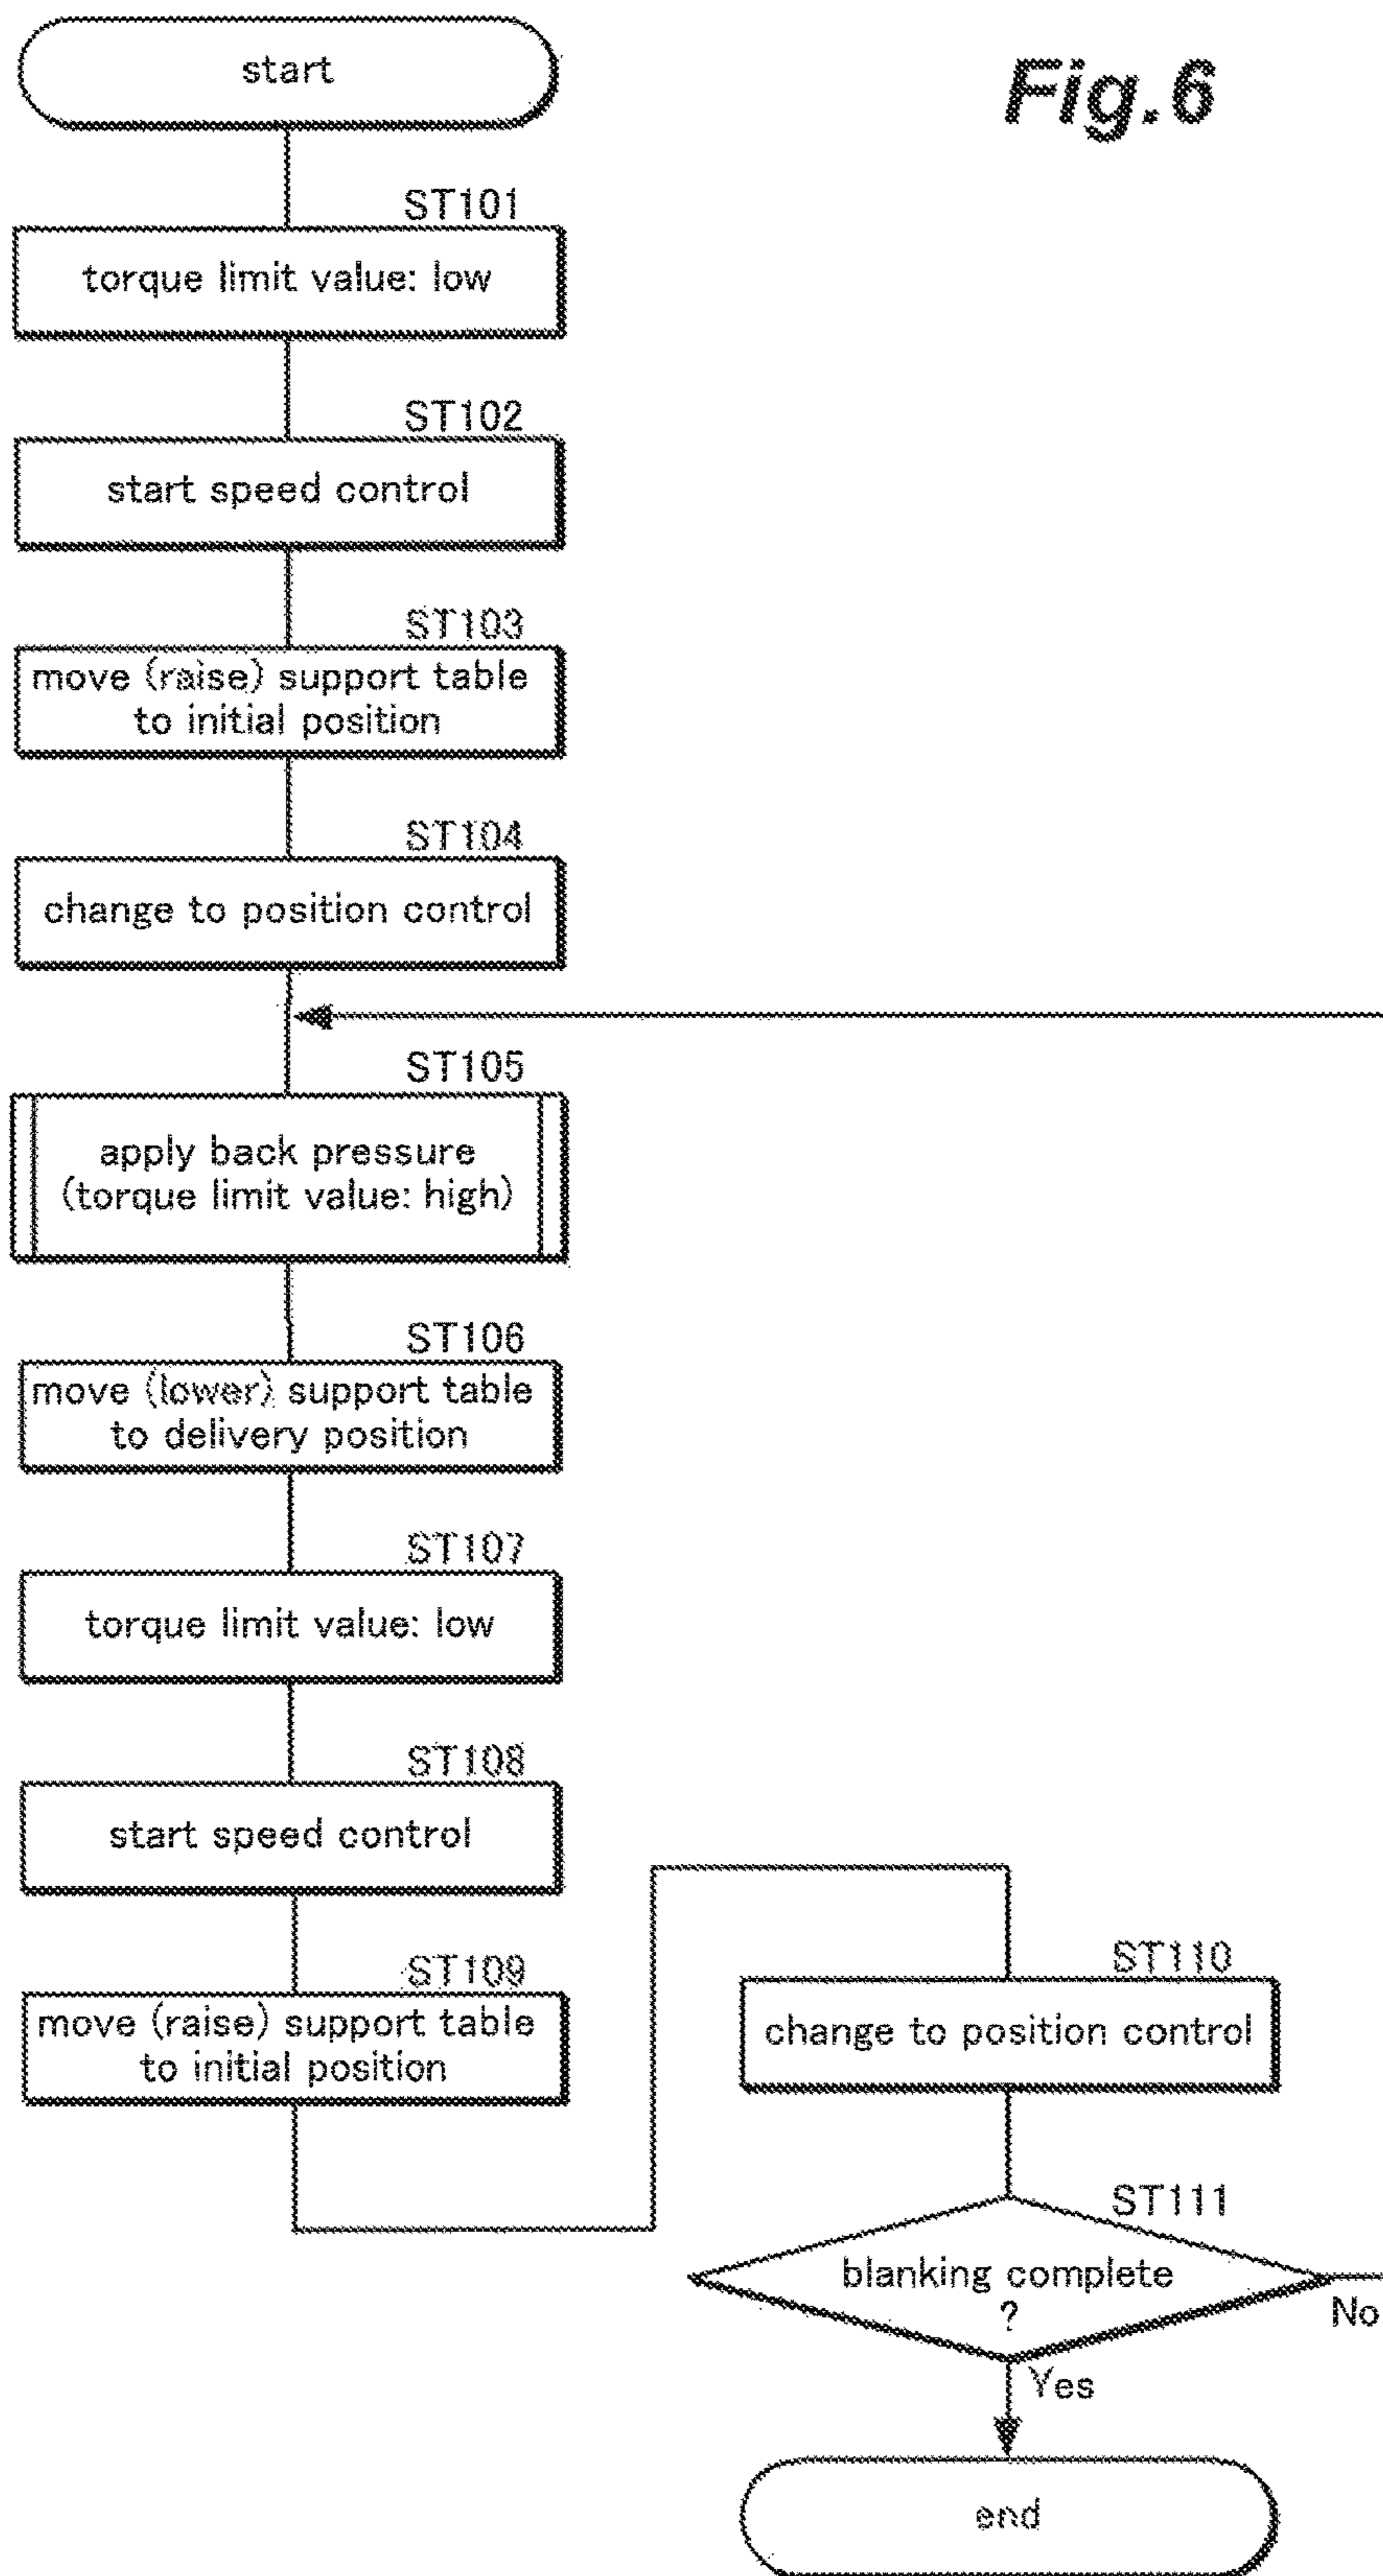 Fig.6
start
ST101
torque limit value: low
ST102
start speed control
ST103
move (raise) support table
to initial position
ST104
change to position control
ST105
apply back pressure
(torque limit value: high)
ST106
move (lower) support table
to delivery position
ST107
torque limit value: low
ST108
start speed control
ST109
move (raise) support table
to initial position
ST110
change to position control
ST111
blanking complete
?
No
Yes
end